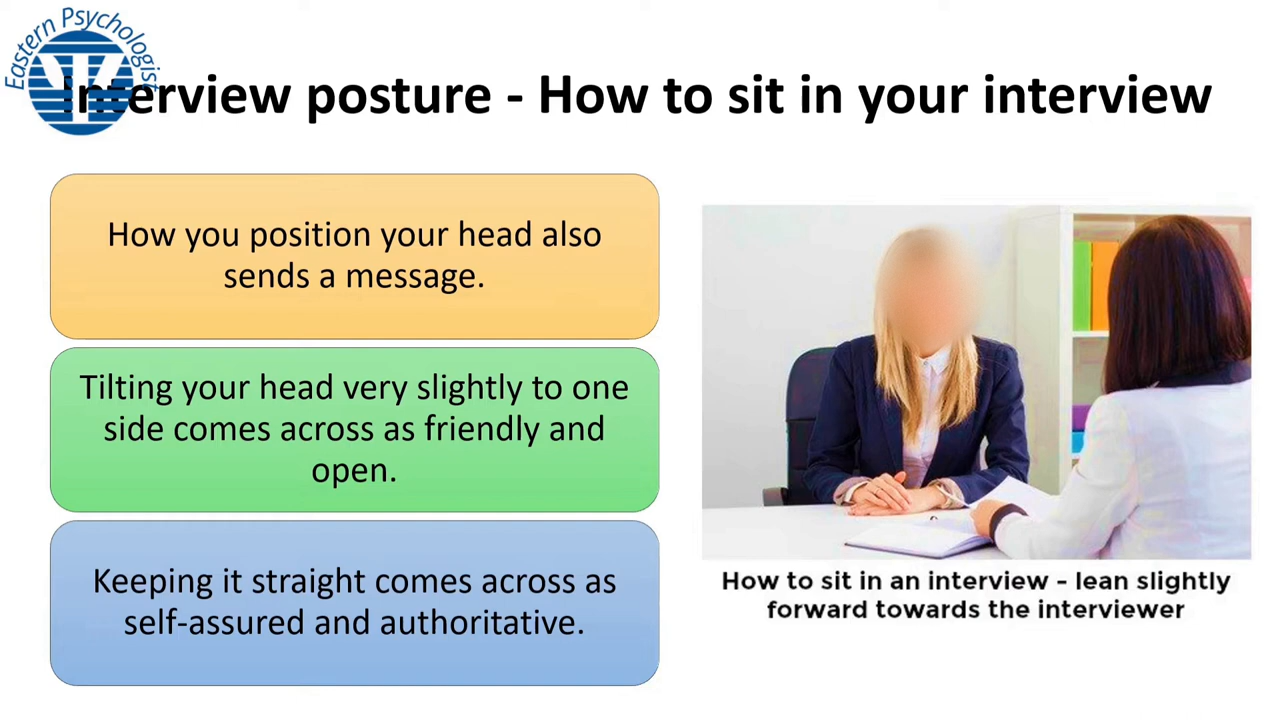 Eastern Psychologist
Interview posture - How to sit in your interview
How you position your head also
sends a message.
Tilting your head very slightly to one
side comes across as friendly and
open.
Keeping it straight comes across as
self-assured and authoritative.
How to sit in an interview - lean slightly
forward towards the interviewer